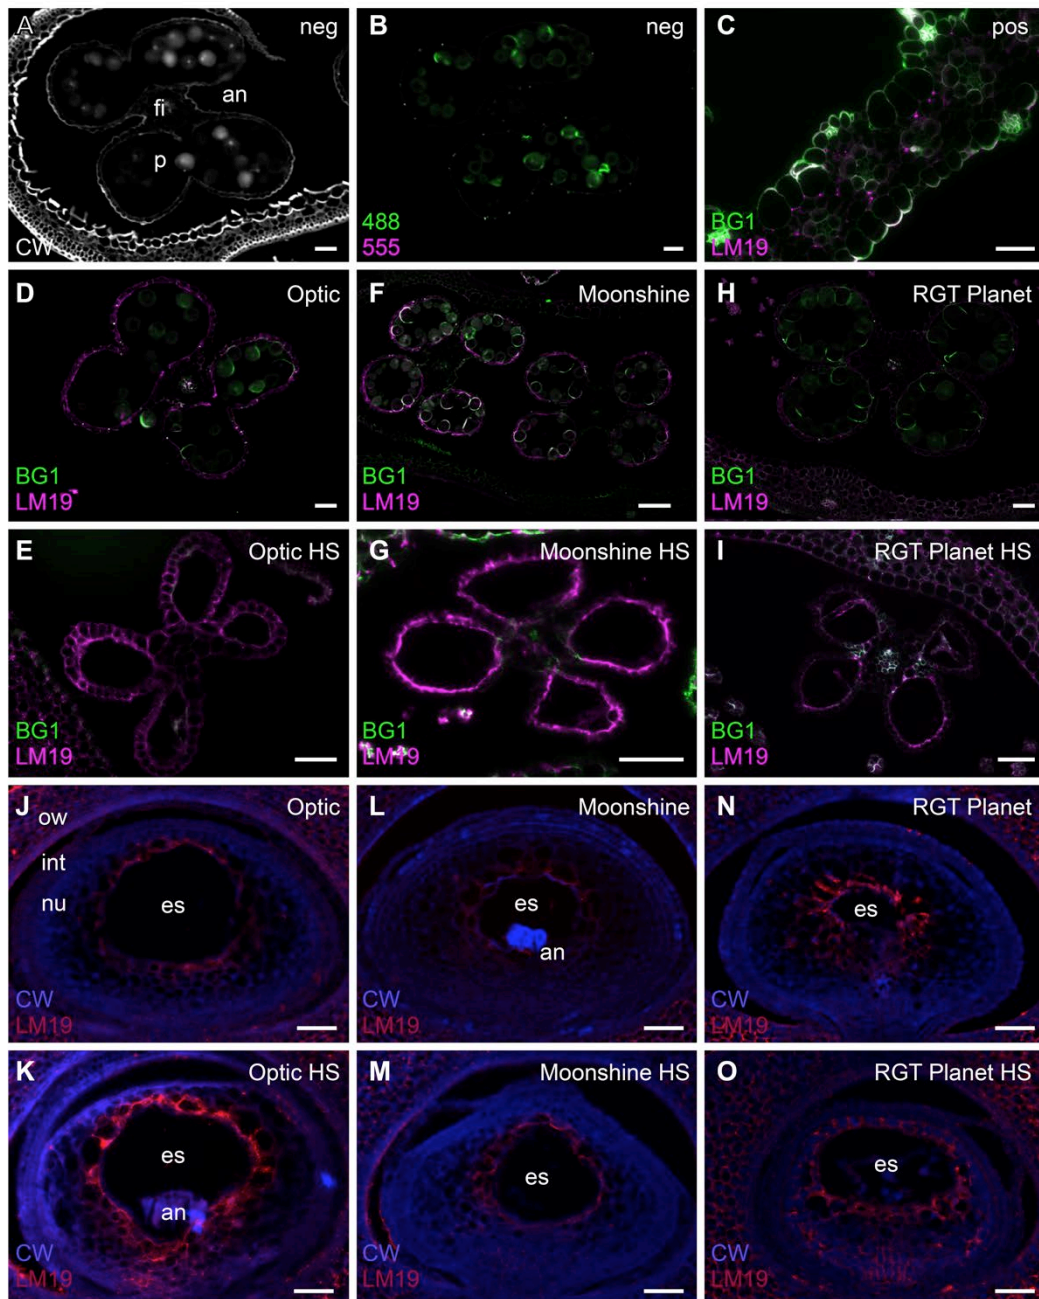 A neg
an
fi
p
CW
B neg
488
555
C pos
BG1
LM19
D Optic
BG1
LM19
F Moonshine
BG1
LM19
H RGT Planet
BG1
LM19
E Optic HS
BG1
LM19
G Moonshine HS
BG1
LM19
I RGT Planet HS
BG1
LM19
J Optic
ow
int
nu
es
CW
LM19
L Moonshine
es
an
CW
LM19
N RGT Planet
es
CW
LM19
K Optic HS
es
an
CW
LM19
M Moonshine HS
es
CW
LM19
O RGT Planet HS
es
CW
LM19